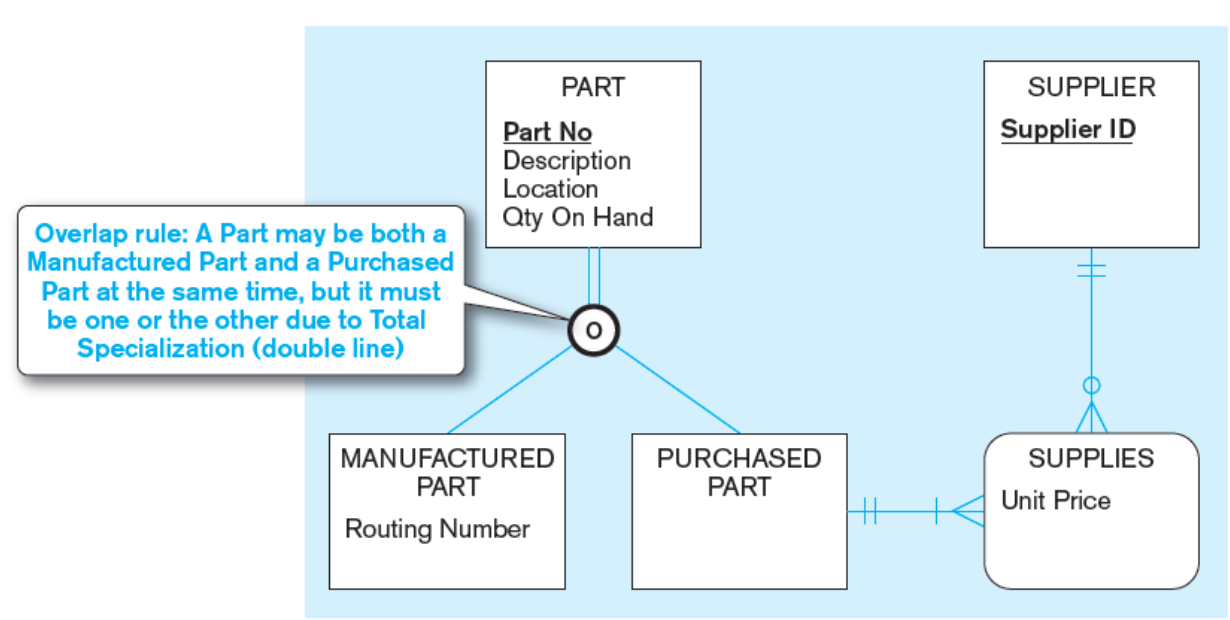 PART
Part No
Description
Location
Qty On Hand
SUPPLIER
Supplier ID
Overlap rule: A Part may be both a
Manufactured Part and a Purchased
Part at the same time, but it must
be one or the other due to Total
Specialization (double line)
O
MANUFACTURED
PART
Routing Number
PURCHASED
PART
SUPPLIES
Unit Price